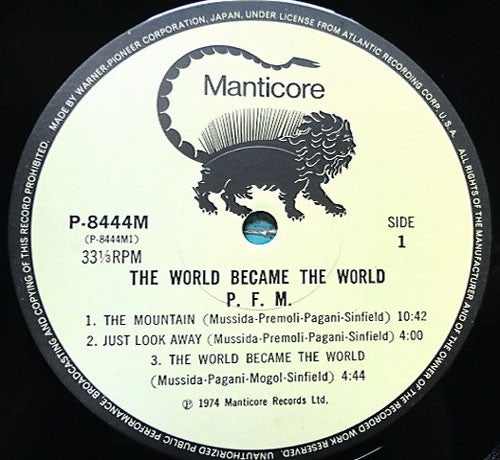 MADE BY WARNER-PIONEER CORPORATION, JAPAN, UNDER LICENSE FROM ATLANTIC RECORDING CORP. U.S.A. ALL RIGHTS OF THE MANUFACTURER AND OF THE OWNER OF THE RECORDED WORK RESERVED. UNAUTHORIZED PUBLIC PERFORMANCE, BROADCASTING AND COPYING OF THIS RECORD PROHIBITED.
Manticore
P-8444M
(P-8444M1)
33⅓RPM
SIDE
1
THE WORLD BECAME THE WORLD
P. F. M.
1. THE MOUNTAIN (Mussida-Premoli-Pagani-Sinfield) 10:42
2. JUST LOOK AWAY (Mussida-Premoli-Pagani-Sinfield) 4:00
3. THE WORLD BECAME THE WORLD
(Mussida-Pagani-Mogol-Sinfield) 4:44
℗ 1974 Manticore Records Ltd.